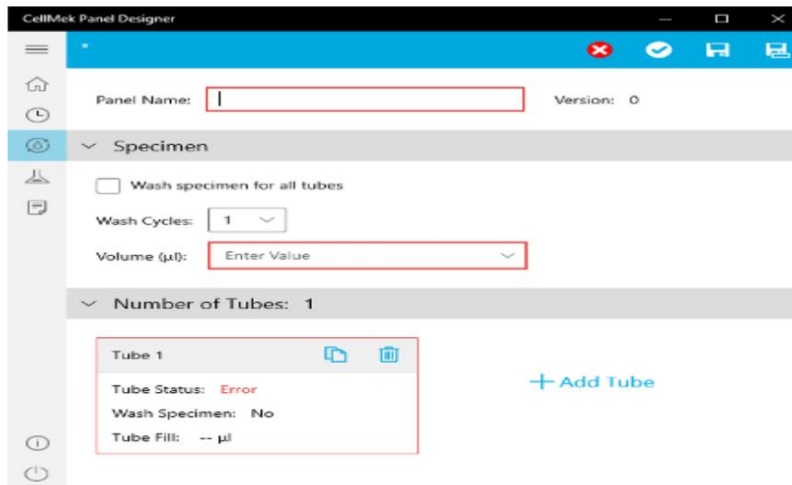 CellMek Panel Designer
*
Panel Name: Version: 0
Specimen
Wash specimen for all tubes
Wash Cycles: 1
Volume (µl): Enter Value
Number of Tubes: 1
Tube 1
Tube Status: Error
Wash Specimen: No
Tube Fill: -- µl
+ Add Tube